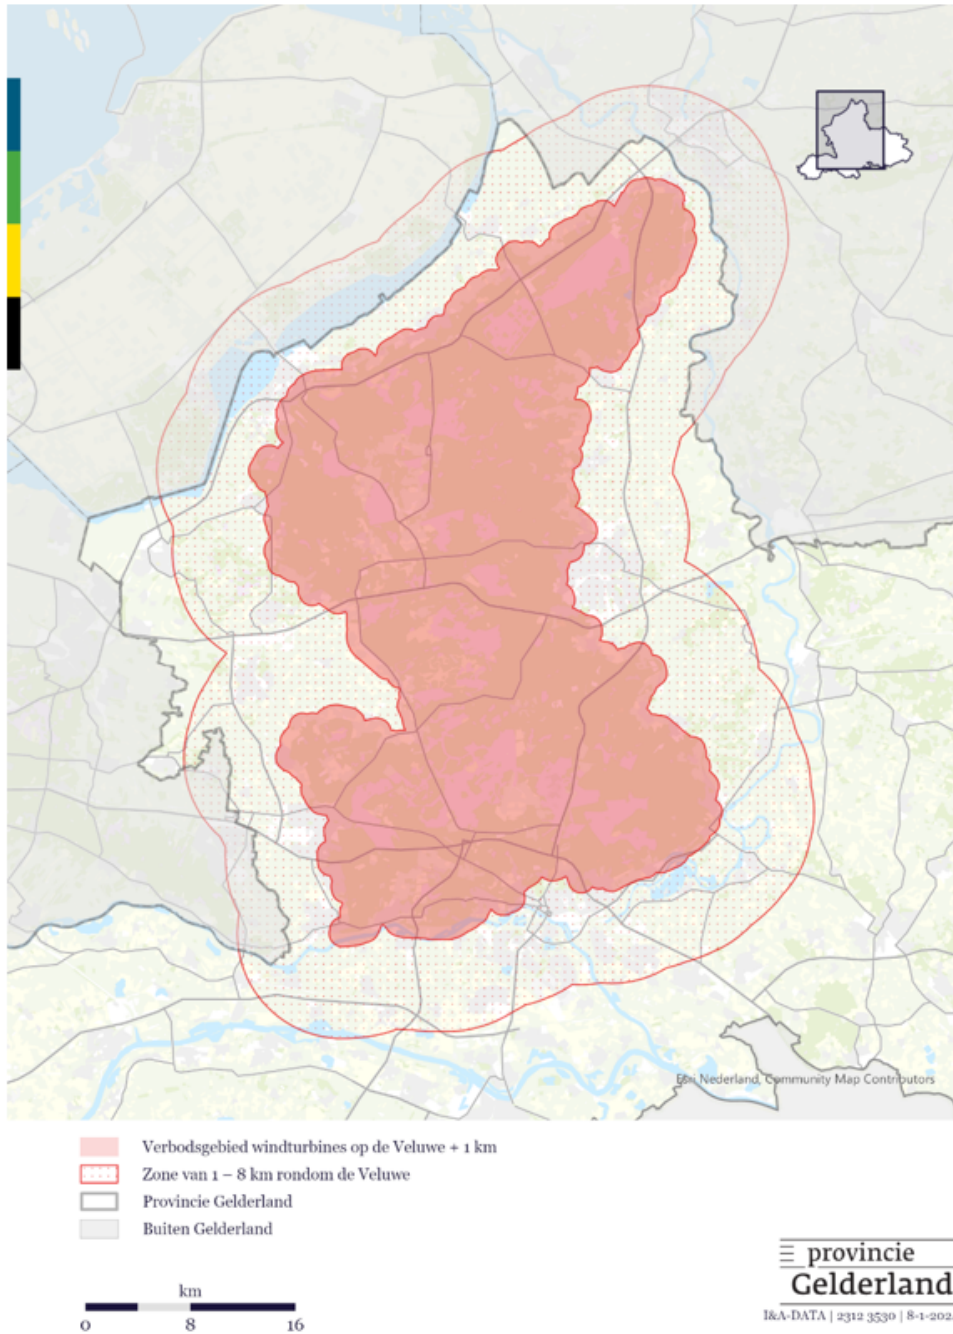 Esri Nederland, Community Map Contributors
Verbodsgebied windturbines op de Veluwe + 1 km
Zone van 1 – 8 km rondom de Veluwe
Provincie Gelderland
Buiten Gelderland
km
0 8 16
provincie
Gelderland
I&A-DATA | 2312 3530 | 8-1-202